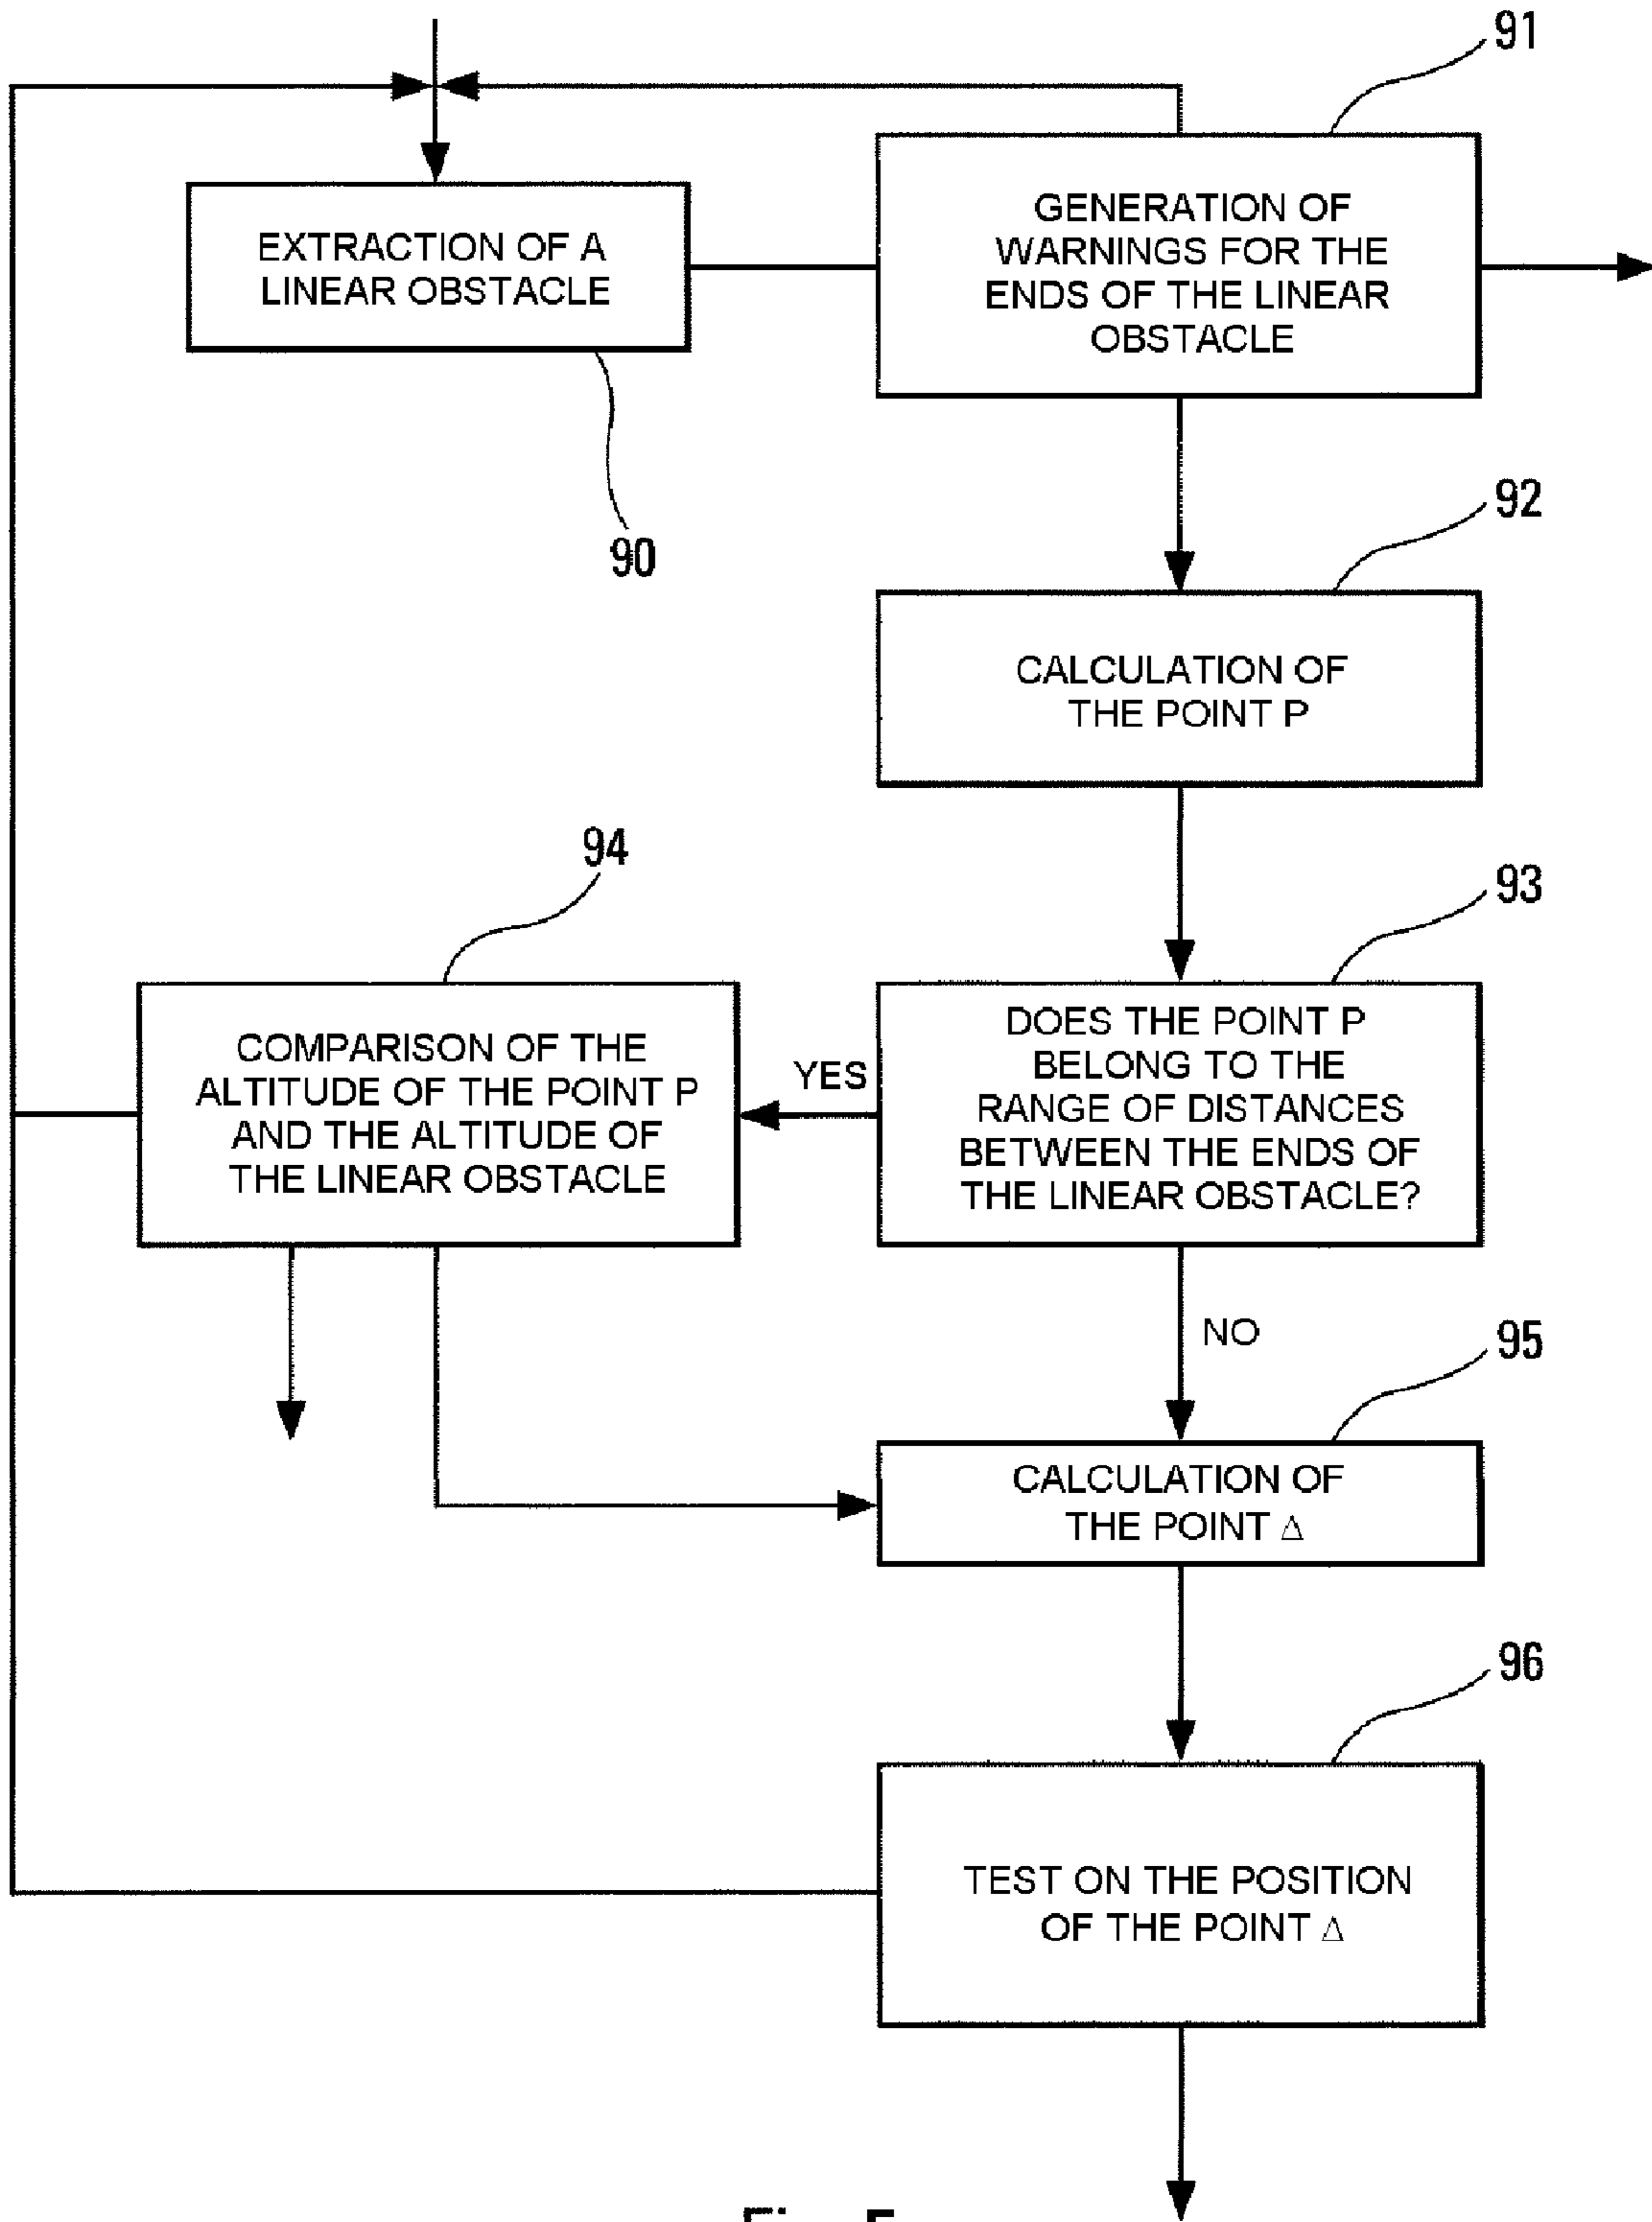 91
EXTRACTION OF A
LINEAR OBSTACLE
GENERATION OF
WARNINGS FOR THE
ENDS OF THE LINEAR
OBSTACLE
90
92
CALCULATION OF
THE POINT P
94
93
COMPARISON OF THE
ALTITUDE OF THE POINT P
AND THE ALTITUDE OF
THE LINEAR OBSTACLE
YES
DOES THE POINT P
BELONG TO THE
RANGE OF DISTANCES
BETWEEN THE ENDS OF
THE LINEAR OBSTACLE?
NO
95
CALCULATION OF
THE POINT Δ
96
TEST ON THE POSITION
OF THE POINT Δ